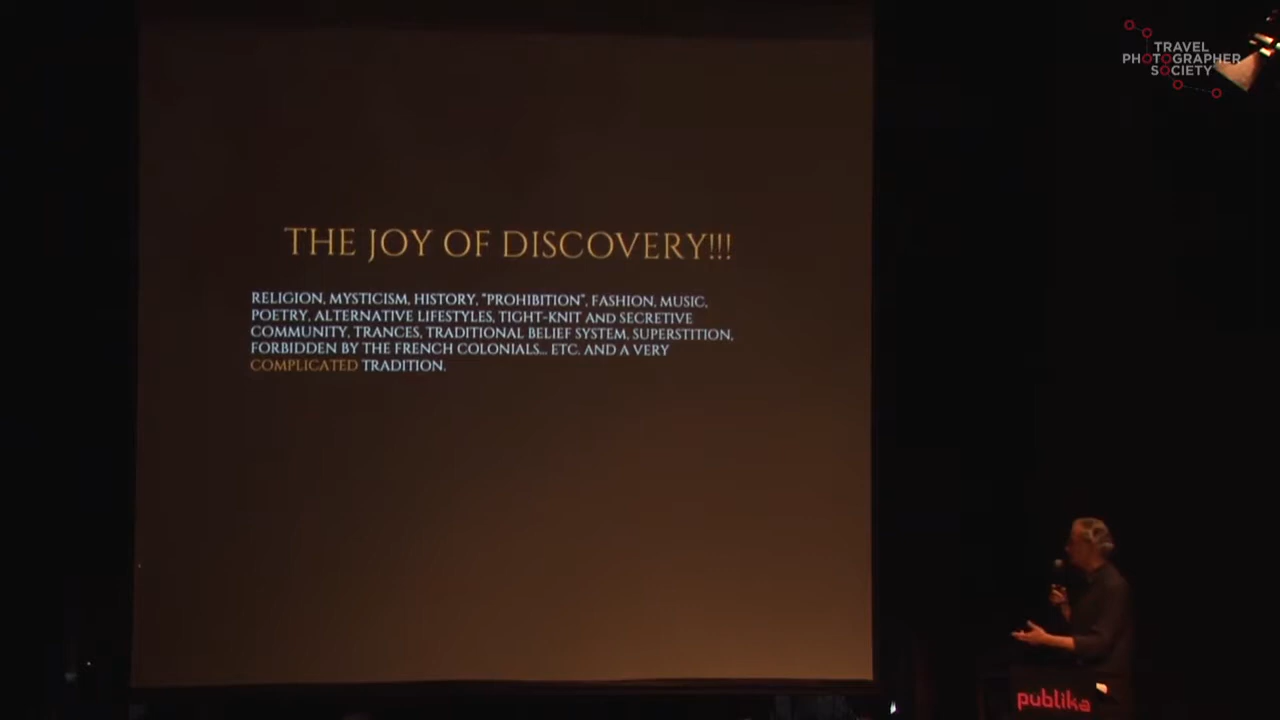 TRAVEL
PHOTOGRAPHER
SOCIETY
THE JOY OF DISCOVERY!!!
RELIGION, MYSTICISM, HISTORY, "PROHIBITION", FASHION, MUSIC,
POETRY, ALTERNATIVE LIFESTYLES, TIGHT-KNIT AND SECRETIVE
COMMUNITY, TRANCES, TRADITIONAL BELIEF SYSTEM, SUPERSTITION,
FORBIDDEN BY THE FRENCH COLONIALS... ETC. AND A VERY
COMPLICATED TRADITION.
publika